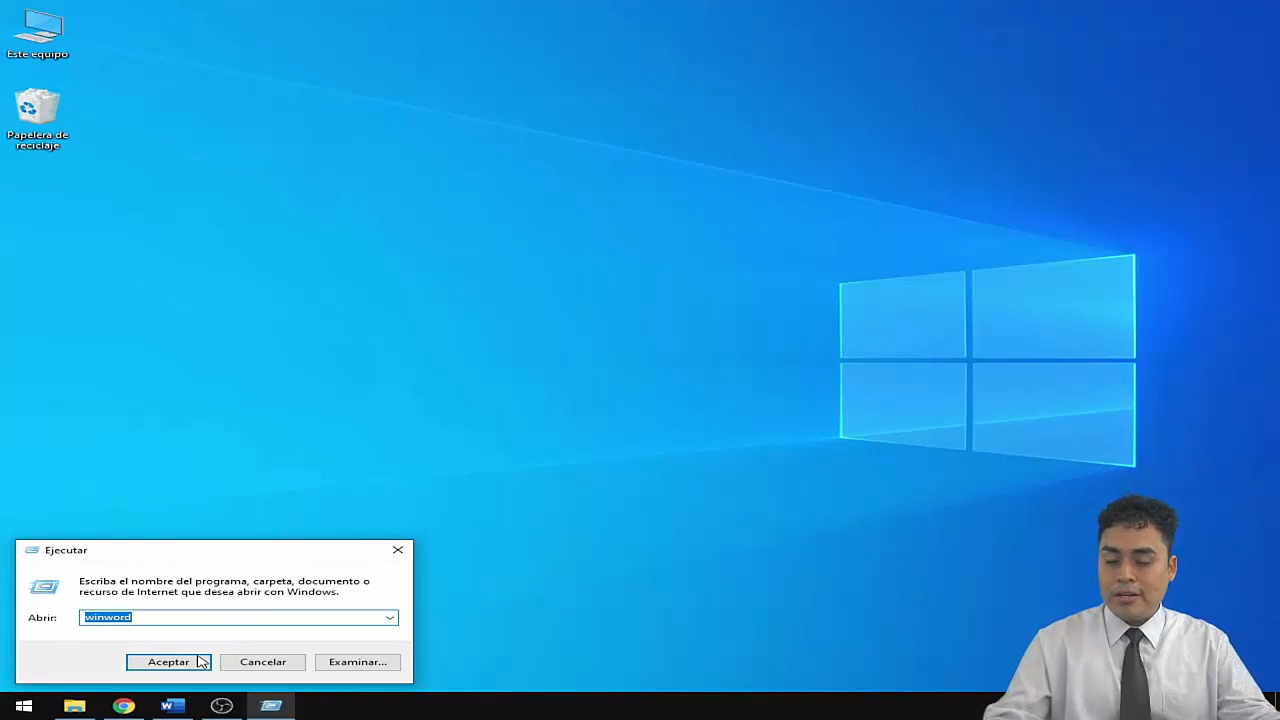 Este equipo
Papelera de
reciclaje
Ejecutar
Escriba el nombre del programa, carpeta, documento o
recurso de Internet que desea abrir con Windows.
Abrir: winword
Aceptar Cancelar Examinar...